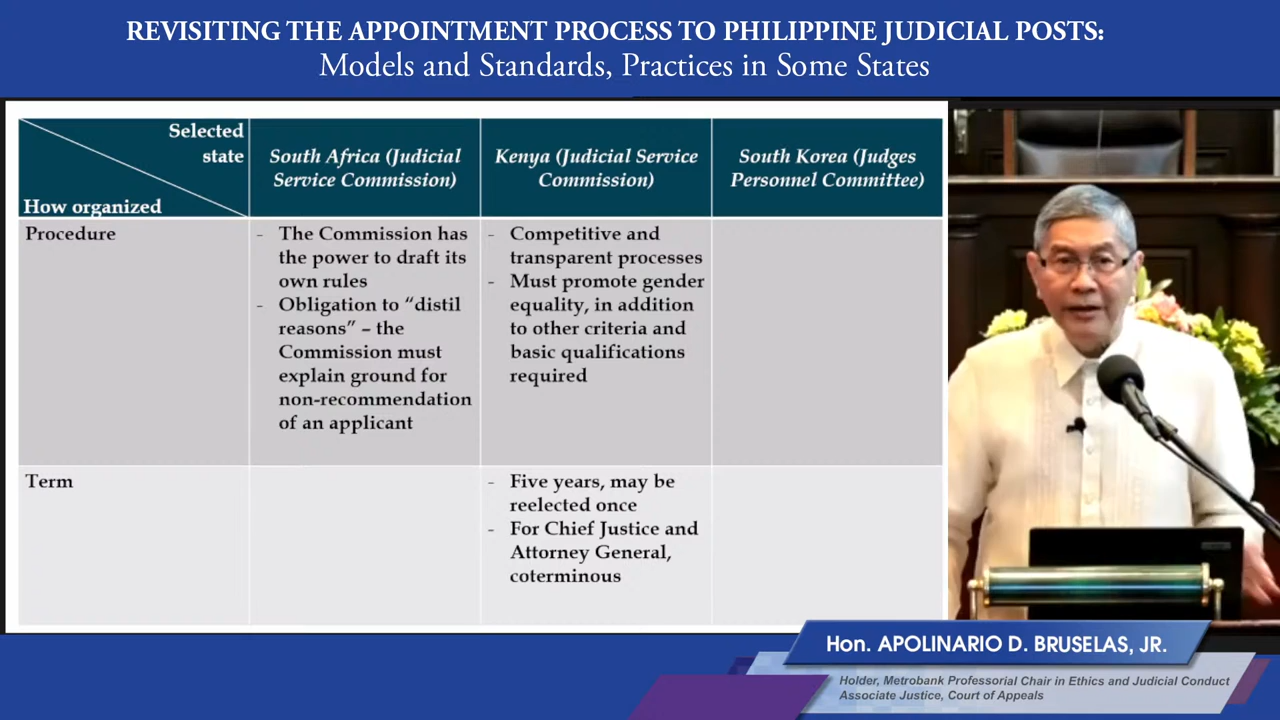 REVISITING THE APPOINTMENT PROCESS TO PHILIPPINE JUDICIAL POSTS:
Models and Standards, Practices in Some States
Selected
state
How organized
South Africa (Judicial
Service Commission)
Kenya (Judicial Service
Commission)
South Korea (Judges
Personnel Committee)
Procedure
- The Commission has
the power to draft its
own rules
- Obligation to “distil
reasons” – the
Commission must
explain ground for
non-recommendation
of an applicant
- Competitive and
transparent processes
- Must promote gender
equality, in addition
to other criteria and
basic qualifications
required
Term
- Five years, may be
reelected once
- For Chief Justice and
Attorney General,
coterminous
Hon. APOLINARIO D. BRUSELAS, JR.
Holder, Metrobank Professorial Chair in Ethics and Judicial Conduct
Associate Justice, Court of Appeals